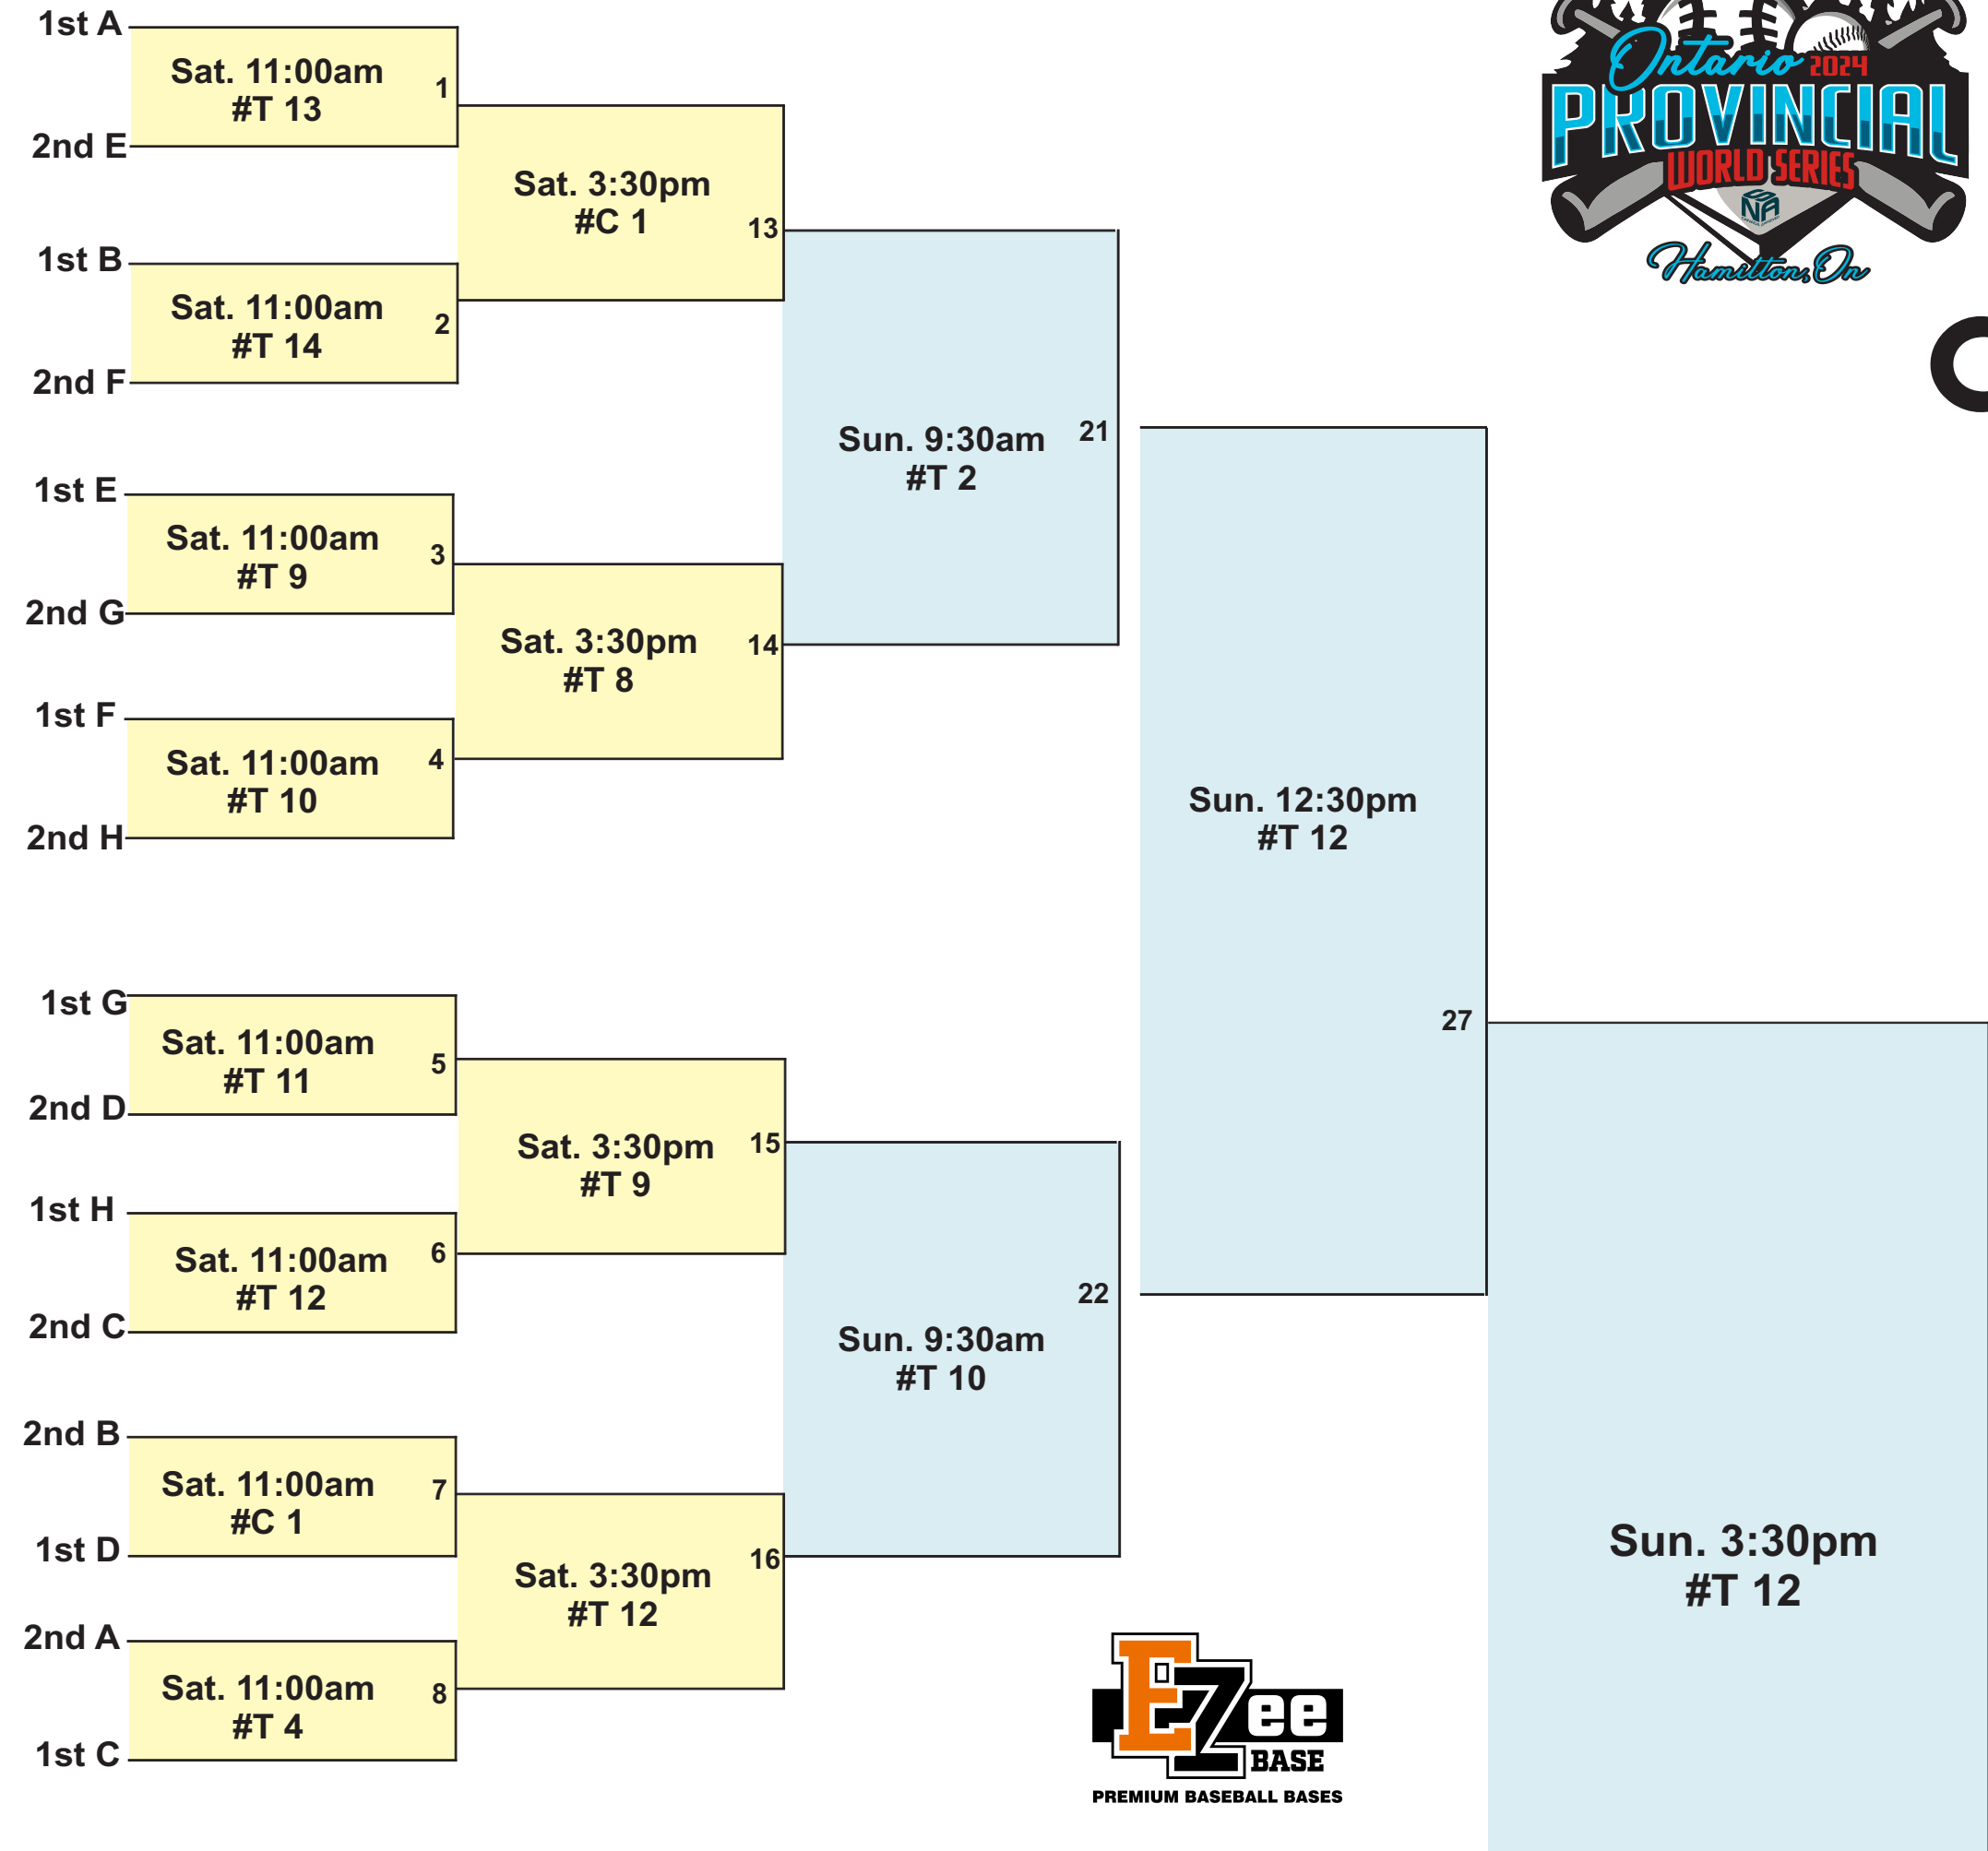 1st A
Sat. 11:00am
#T 13
1
2nd E
Sat. 3:30pm
#C 1
13
1st B
Sat. 11:00am
#T 14
2
2nd F
Sun. 9:30am
#T 2
21
1st E
Sat. 11:00am
#T 9
3
2nd G
Sat. 3:30pm
#T 8
14
1st F
Sat. 11:00am
#T 10
4
2nd H
Sun. 12:30pm
#T 12
27
1st G
Sat. 11:00am
#T 11
5
2nd D
Sat. 3:30pm
#T 9
15
1st H
Sat. 11:00am
#T 12
6
2nd C
Sun. 9:30am
#T 10
22
2nd B
Sat. 11:00am
#C 1
7
1st D
Sat. 3:30pm
#T 12
16
2nd A
Sat. 11:00am
#T 4
8
1st C
Sun. 3:30pm
#T 12
Ontario 2024
PROVINCIAL
WORLD SERIES
Hamilton, On
EZee
BASE
PREMIUM BASEBALL BASES